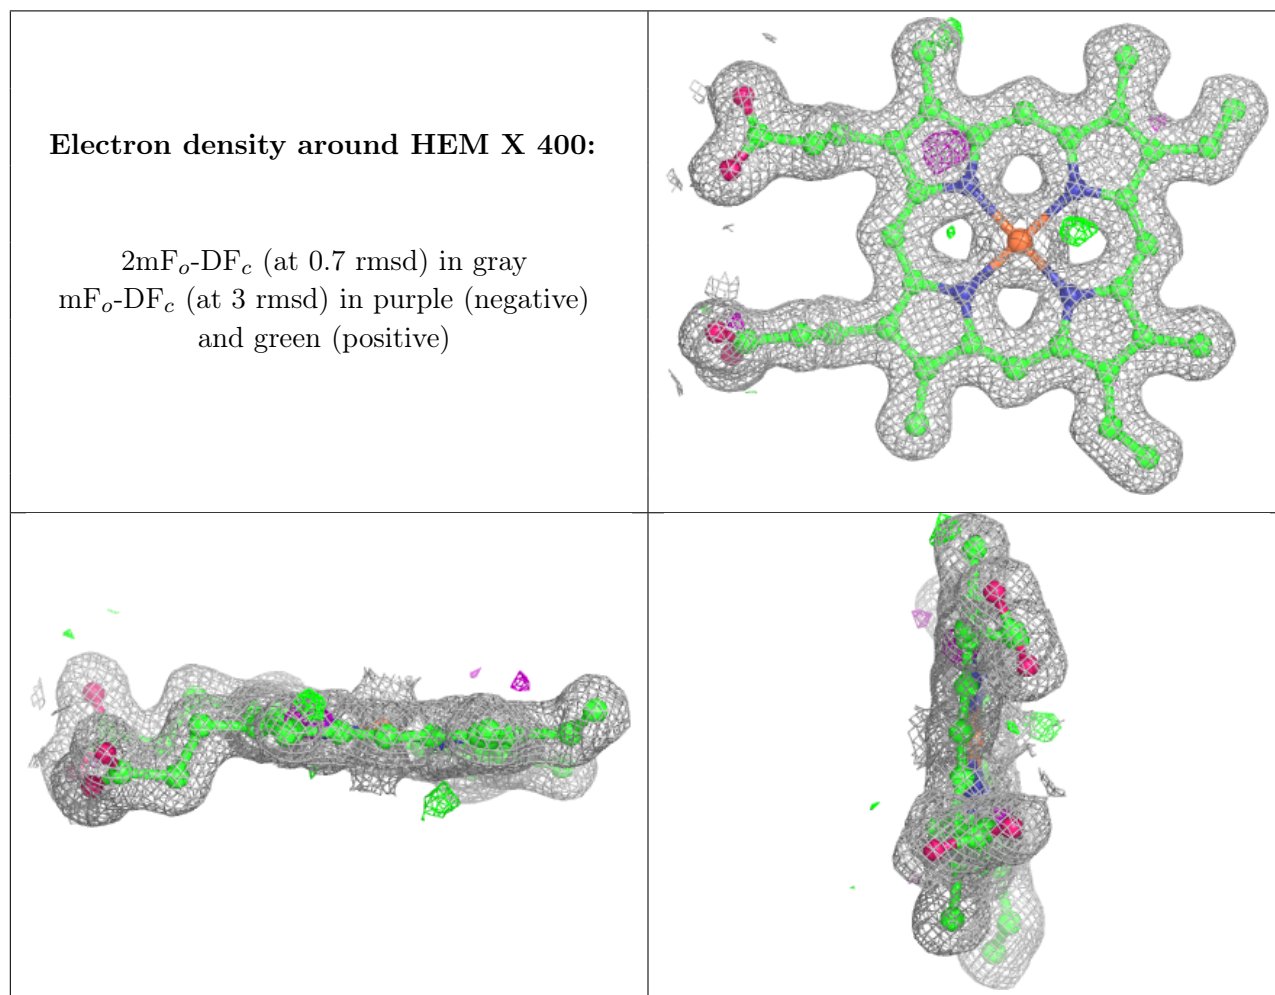 Electron density around HEM X 400:
2mFo-DFc (at 0.7 rmsd) in gray
mFo-DFc (at 3 rmsd) in purple (negative)
and green (positive)